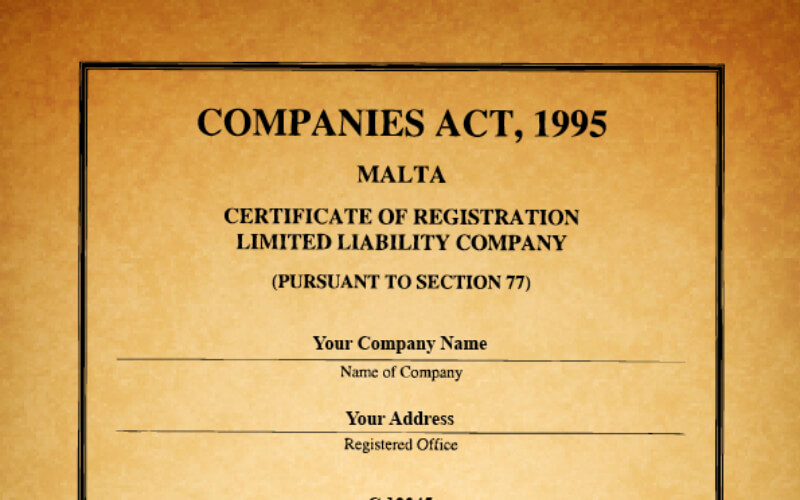 COMPANIES ACT, 1995
MALTA
CERTIFICATE OF REGISTRATION
LIMITED LIABILITY COMPANY
(PURSUANT TO SECTION 77)
Your Company Name
Name of Company
Your Address
Registered Office